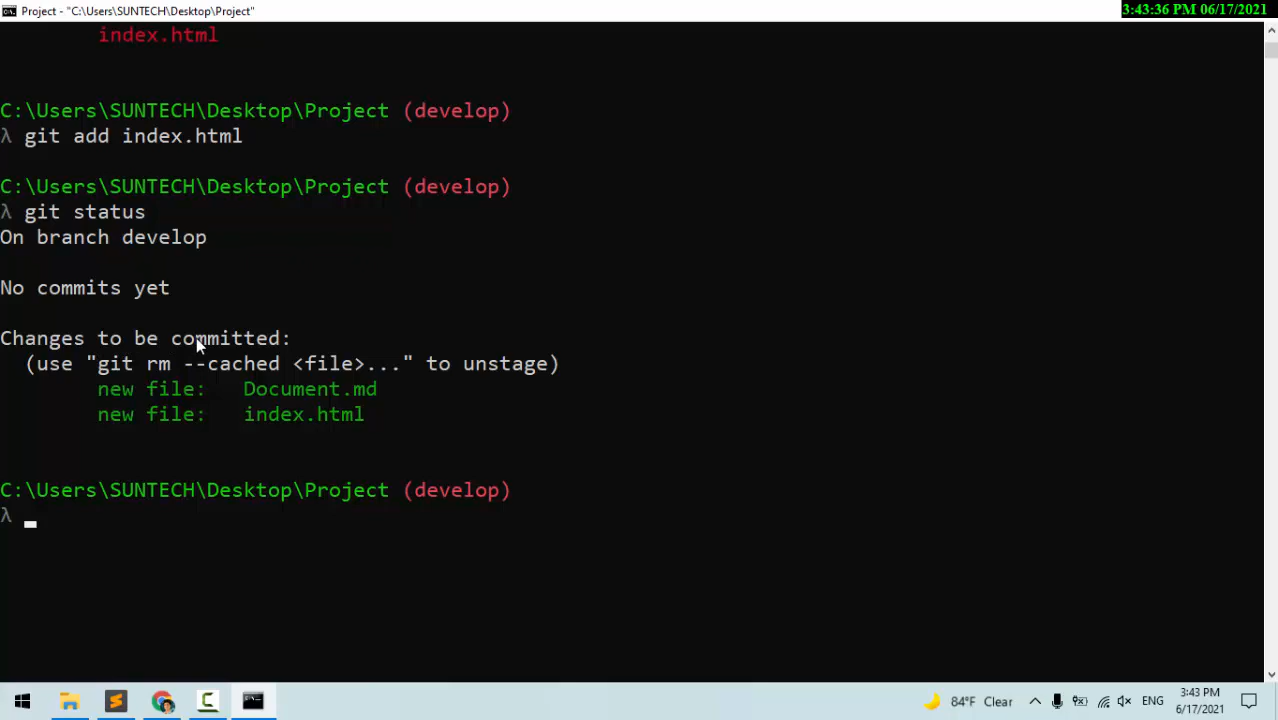 Project - "C:\Users\SUNTECH\Desktop\Project"
3:43:36 PM 06/17/2021
index.html
C:\Users\SUNTECH\Desktop\Project (develop)
λ git add index.html
C:\Users\SUNTECH\Desktop\Project (develop)
λ git status
On branch develop
No commits yet
Changes to be committed:
(use "git rm --cached <file>..." to unstage)
new file: Document.md
new file: index.html
C:\Users\SUNTECH\Desktop\Project (develop)
λ
84°F Clear
ENG
3:43 PM
6/17/2021